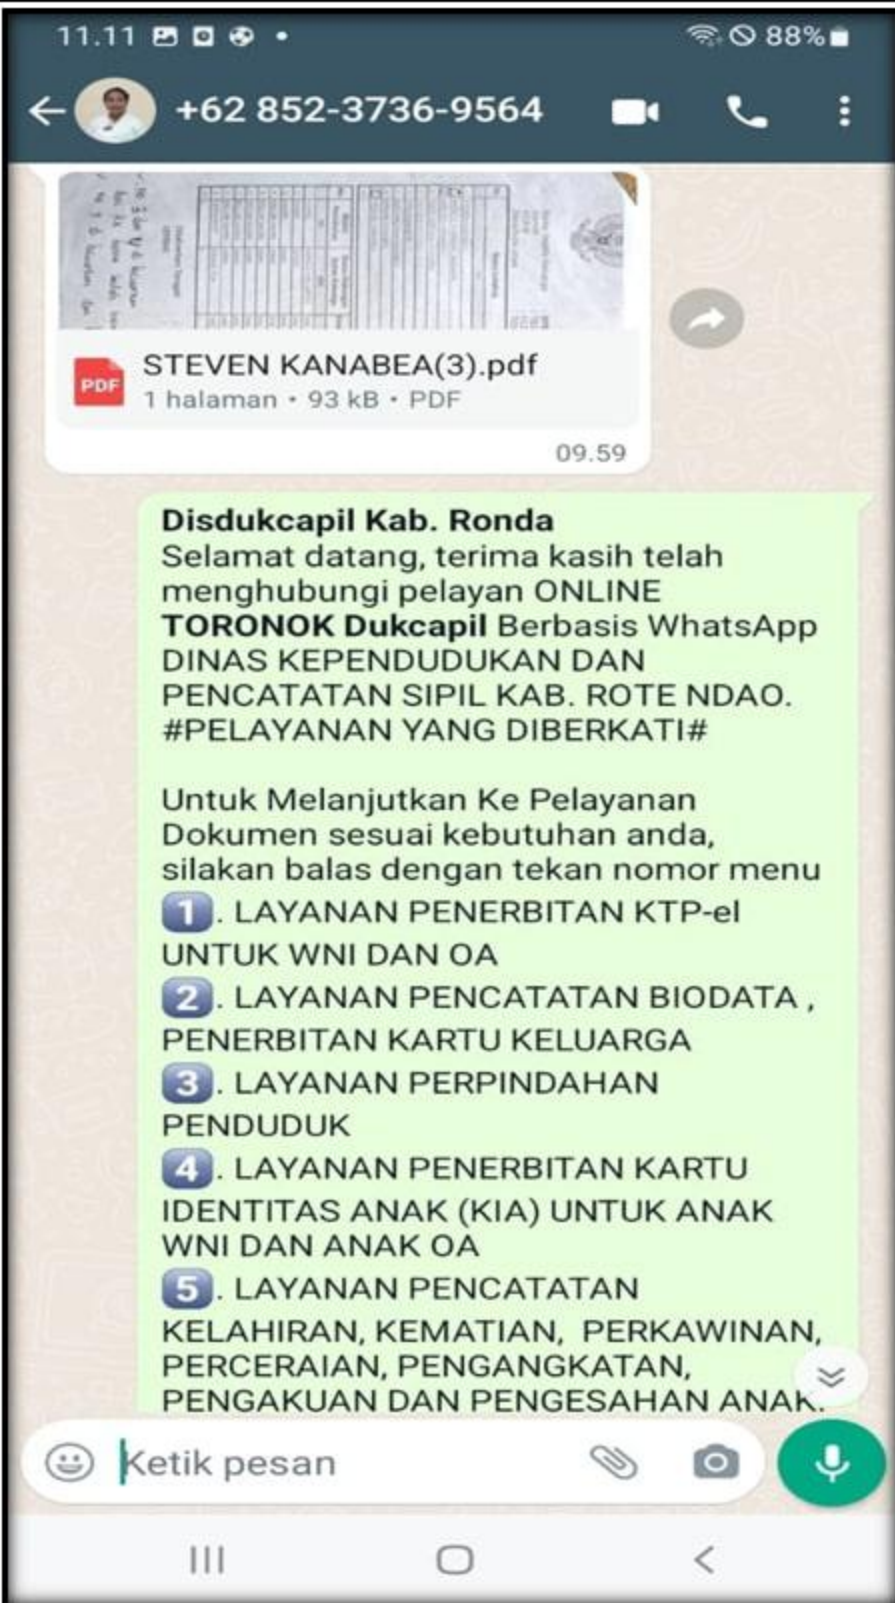 11.11
88%
+62 852-3736-9564
STEVEN KANABEA(3).pdf
PDF
1 halaman • 93 kB • PDF
09.59
Disdukcapil Kab. Ronda
Selamat datang, terima kasih telah
menghubungi pelayan ONLINE
TORONOK Dukcapil Berbasis WhatsApp
DINAS KEPENDUDUKAN DAN
PENCATATAN SIPIL KAB. ROTE NDAO.
#PELAYANAN YANG DIBERKATI#
Untuk Melanjutkan Ke Pelayanan
Dokumen sesuai kebutuhan anda,
silakan balas dengan tekan nomor menu
1. LAYANAN PENERBITAN KTP-el
UNTUK WNI DAN OA
2. LAYANAN PENCATATAN BIODATA ,
PENERBITAN KARTU KELUARGA
3. LAYANAN PERPINDAHAN
PENDUDUK
4. LAYANAN PENERBITAN KARTU
IDENTITAS ANAK (KIA) UNTUK ANAK
WNI DAN ANAK OA
5. LAYANAN PENCATATAN
KELAHIRAN, KEMATIAN,  PERKAWINAN,
PERCERAIAN, PENGANGKATAN,
PENGAKUAN DAN PENGESAHAN ANAK.
Ketik pesan